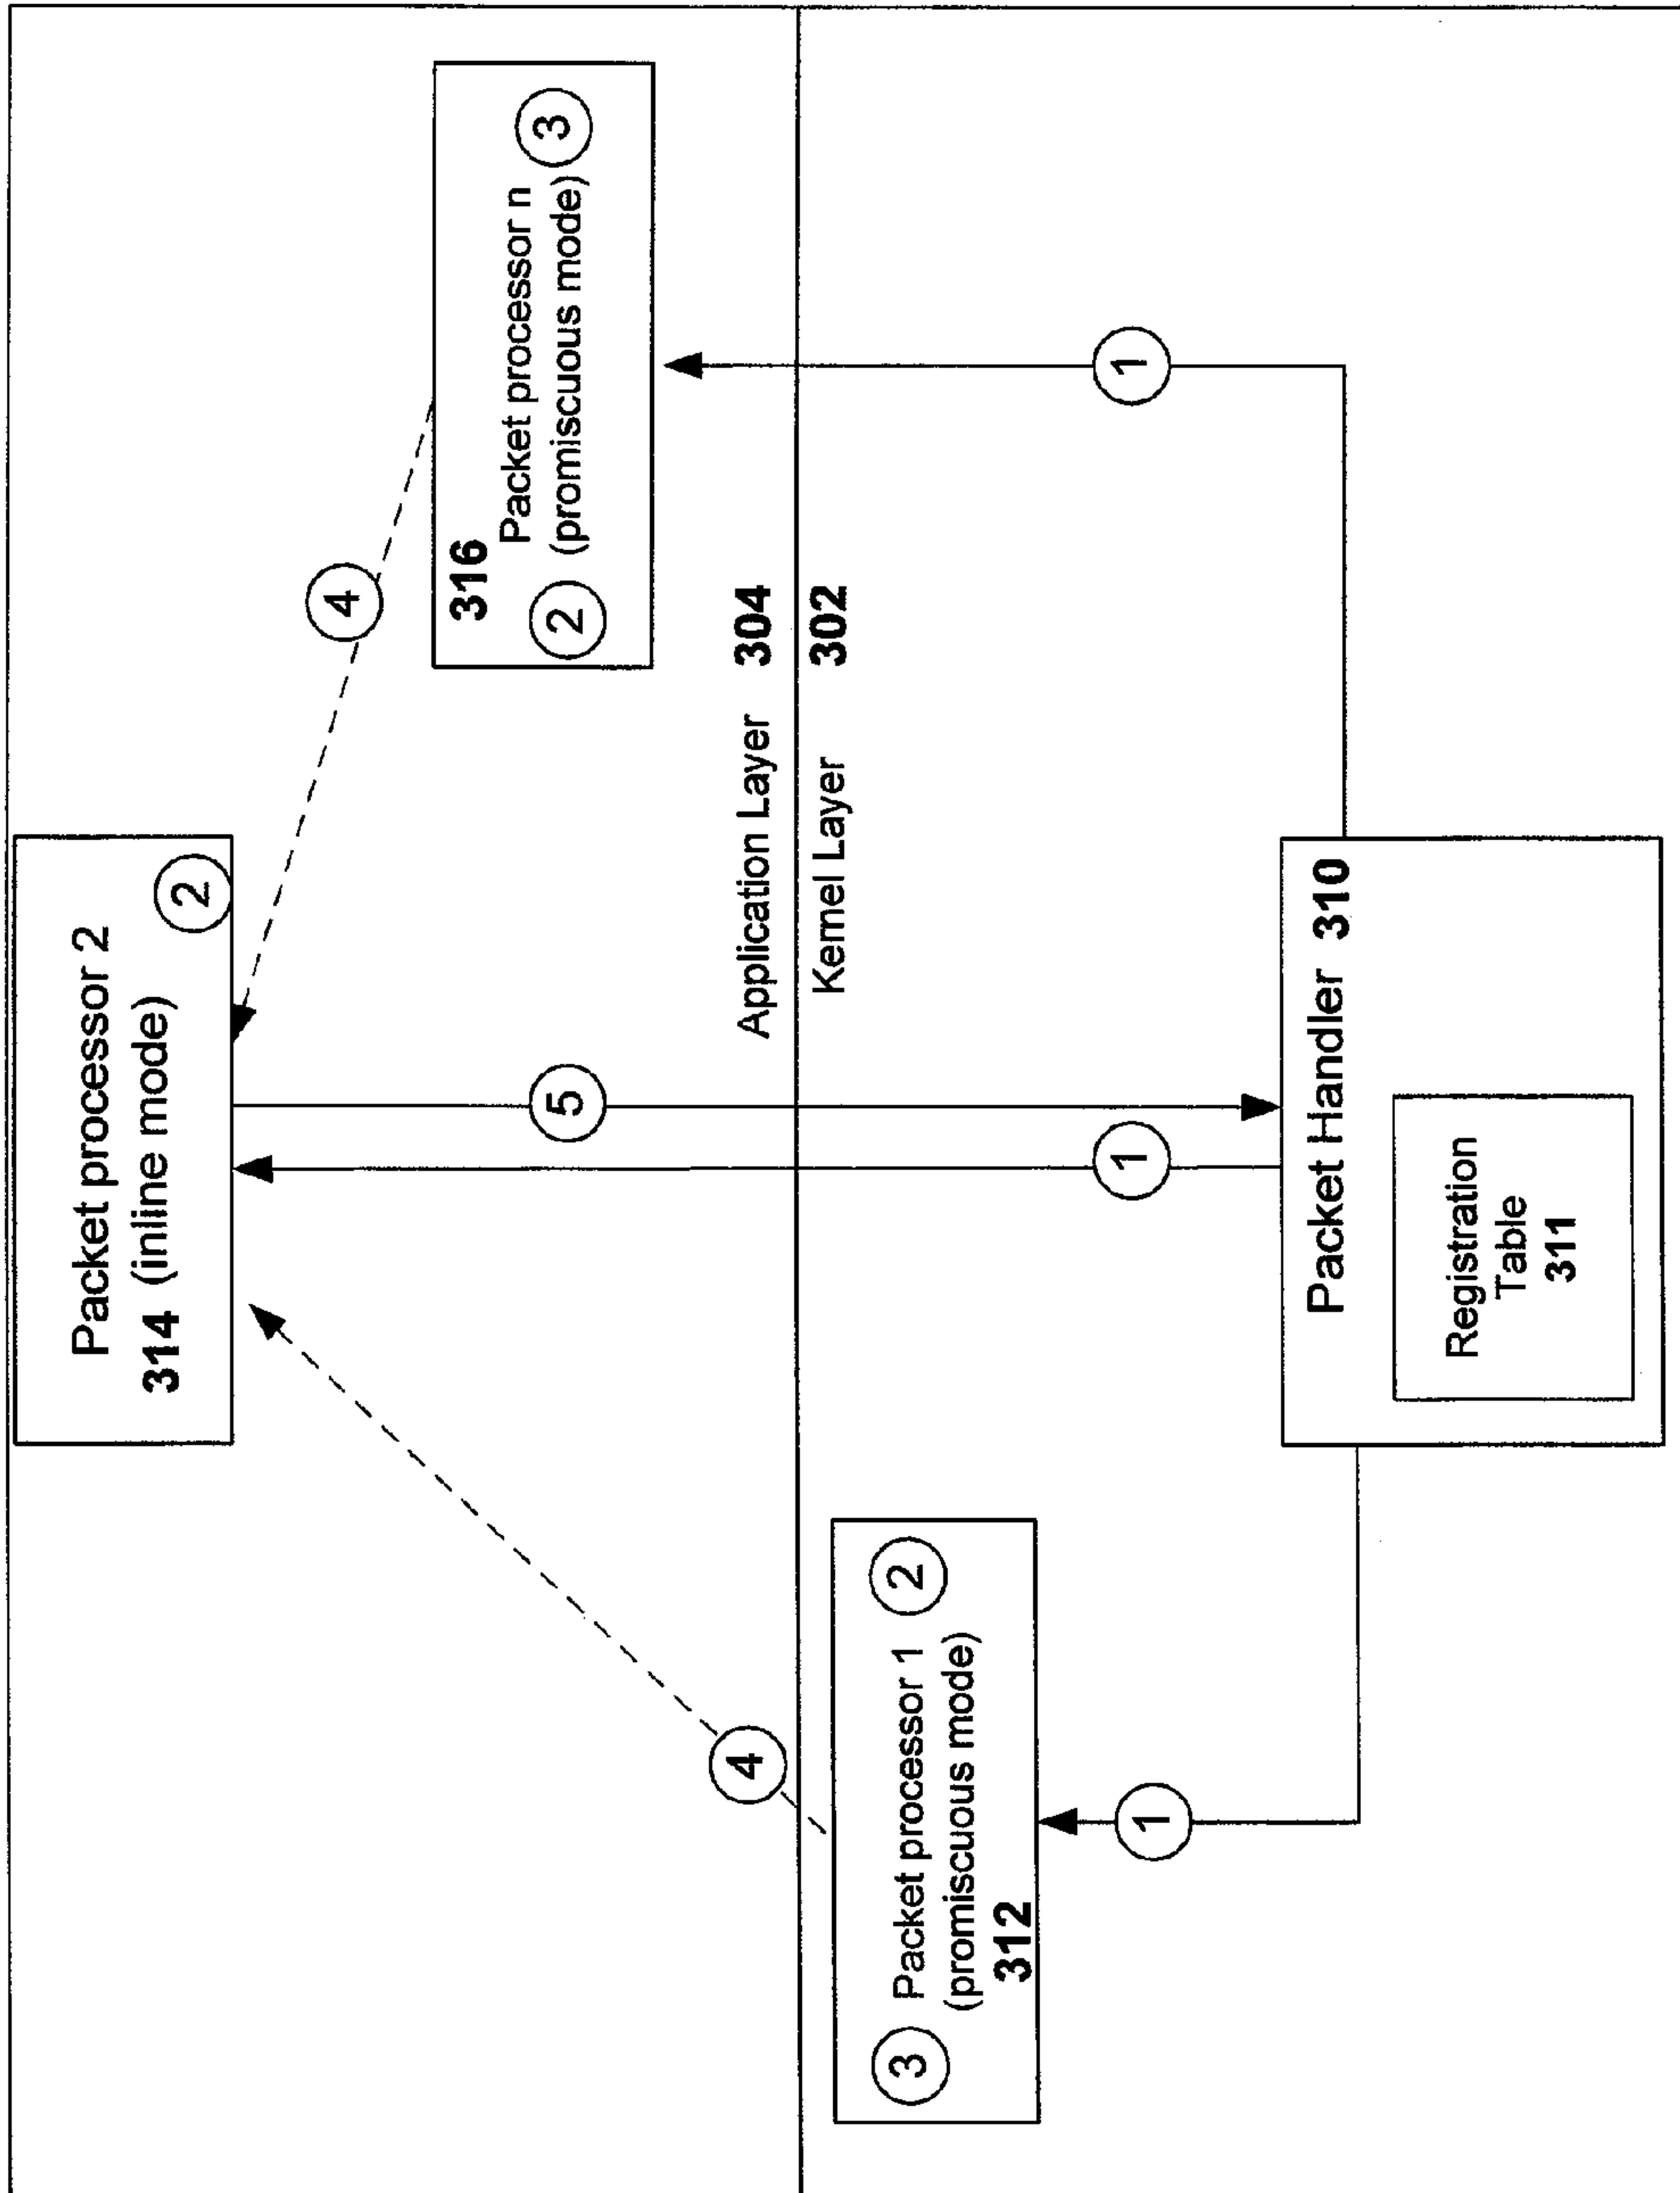 Packet processor 2
314 (inline mode)
2
4
4
316
Packet processor n
2 (promiscuous mode) 3
5
Application Layer 304
Kernel Layer 302
3 Packet processor 1 2
(promiscuous mode)
312
1
1
1
Packet Handler 310
Registration
Table
311